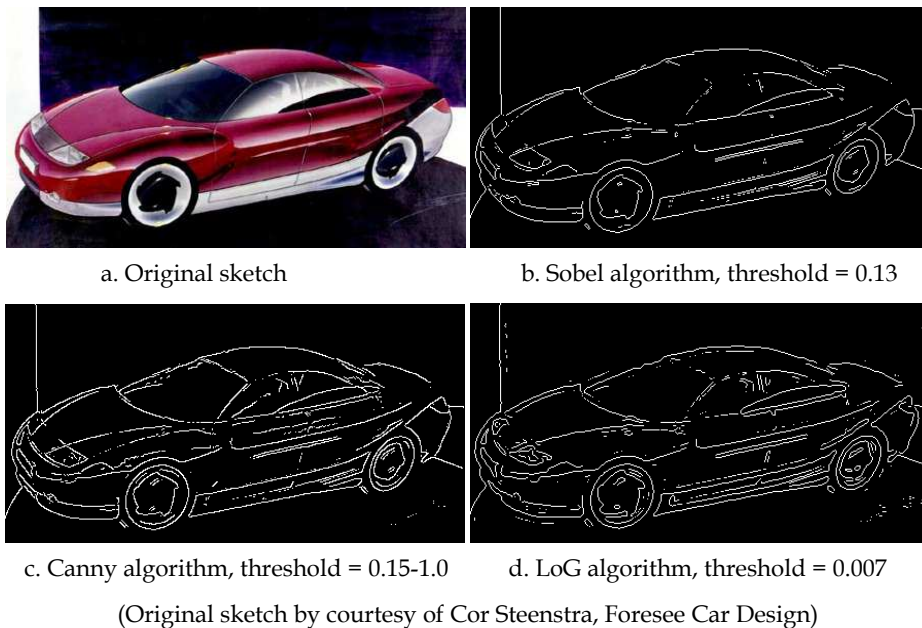 a. Original sketch
b. Sobel algorithm, threshold = 0.13
c. Canny algorithm, threshold = 0.15-1.0
d. LoG algorithm, threshold = 0.007
(Original sketch by courtesy of Cor Steenstra, Foresee Car Design)